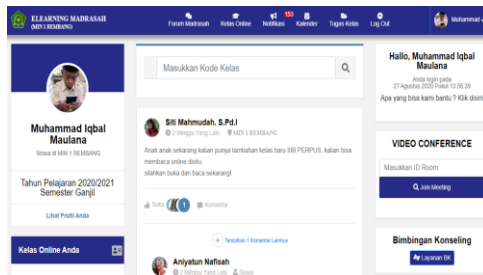 ELEARNING MADRASAH
(MIN 1 REMBANG)
Forum Madrasah
Kelas Online
150
Notifikasi
Kalender
Tugas Kelas
Log Out
Muhammad
Muhammad Iqbal
Maulana
Siswa di MIN 1 REMBANG
Tahun Pelajaran 2020/2021
Semester Ganjil
Lihat Profil Anda
Kelas Online Anda
Masukkan Kode Kelas
Siti Mahmudah. S.Pd.I
2 Minggu Yang Lalu MIN 1 REMBANG
Anak anak sekarang kalian punya tambahan kelas baru IIB PERPUS, kalian bisa
membaca online disitu.
silahkan buka dan baca sekarang!
Suka 1 Komentar
Tampilkan 1 Komentar Lainnya
Aniyatun Nafisah
2 Minggu Yang Lalu Siswa
Hallo, Muhammad Iqbal
Maulana
Anda login pada
27 Agustus 2020 Pukul 13:56:39
Apa yang bisa kami bantu ? Klik disini
VIDEO CONFERENCE
Masukkan ID Room
Join Meeting
Bimbingan Konseling
Layanan BK